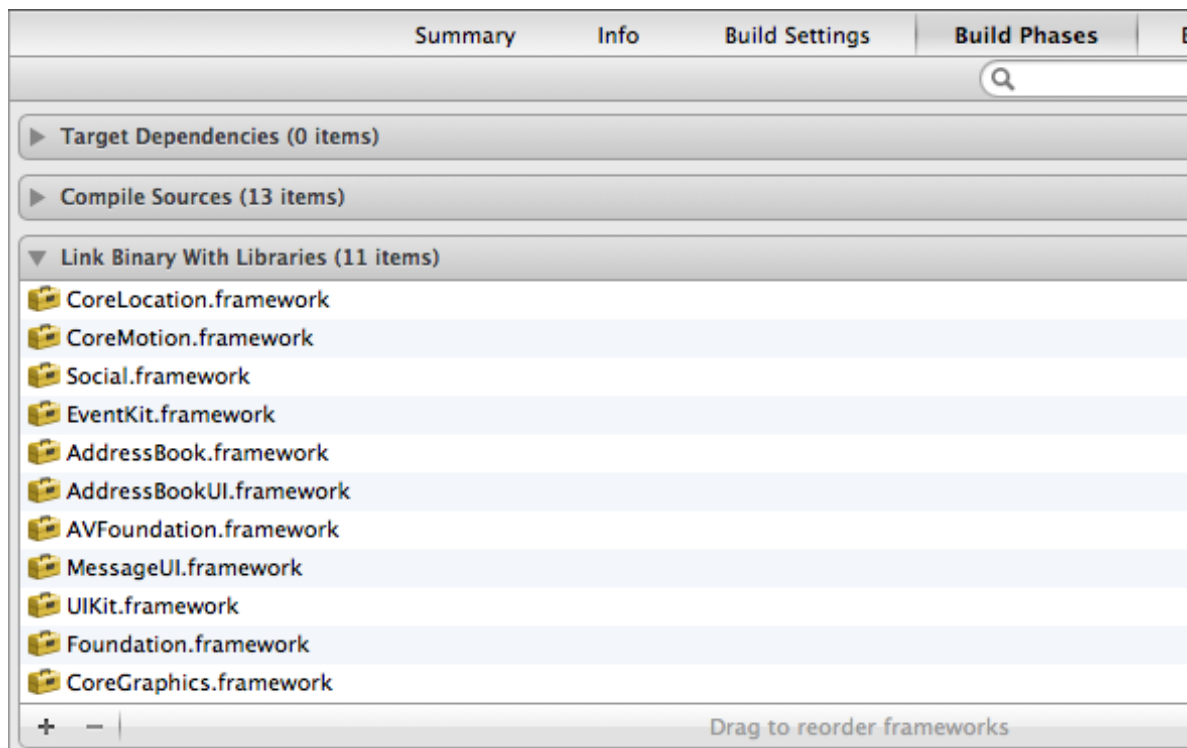 Summary Info Build Settings Build Phases
Target Dependencies (0 items)
Compile Sources (13 items)
Link Binary With Libraries (11 items)
CoreLocation.framework
CoreMotion.framework
Social.framework
EventKit.framework
AddressBook.framework
AddressBookUI.framework
AVFoundation.framework
MessageUI.framework
UIKit.framework
Foundation.framework
CoreGraphics.framework
Drag to reorder frameworks